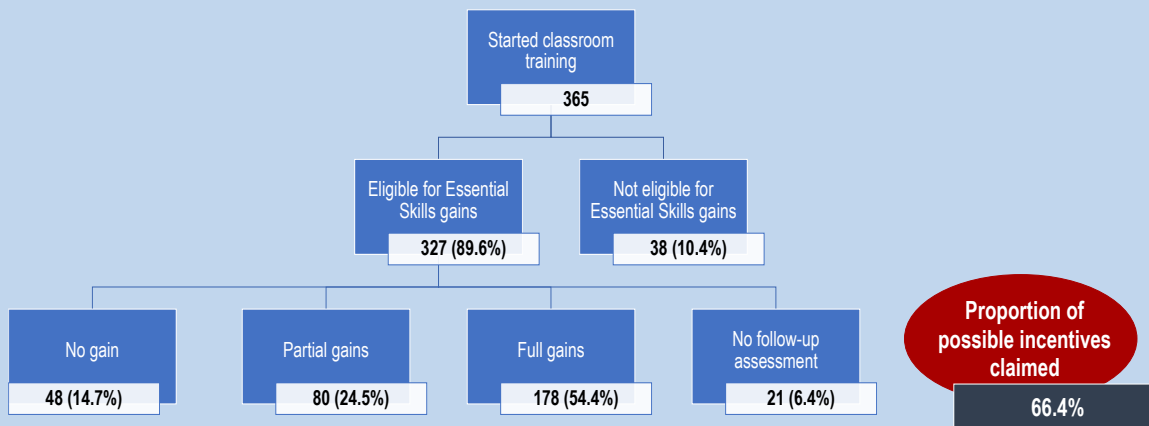 Started classroom
training
365
Eligible for Essential
Skills gains
327 (89.6%)
Not eligible for
Essential Skills gains
38 (10.4%)
No gain
48 (14.7%)
Partial gains
80 (24.5%)
Full gains
178 (54.4%)
No follow-up
assessment
21 (6.4%)
Proportion of
possible incentives
claimed
66.4%